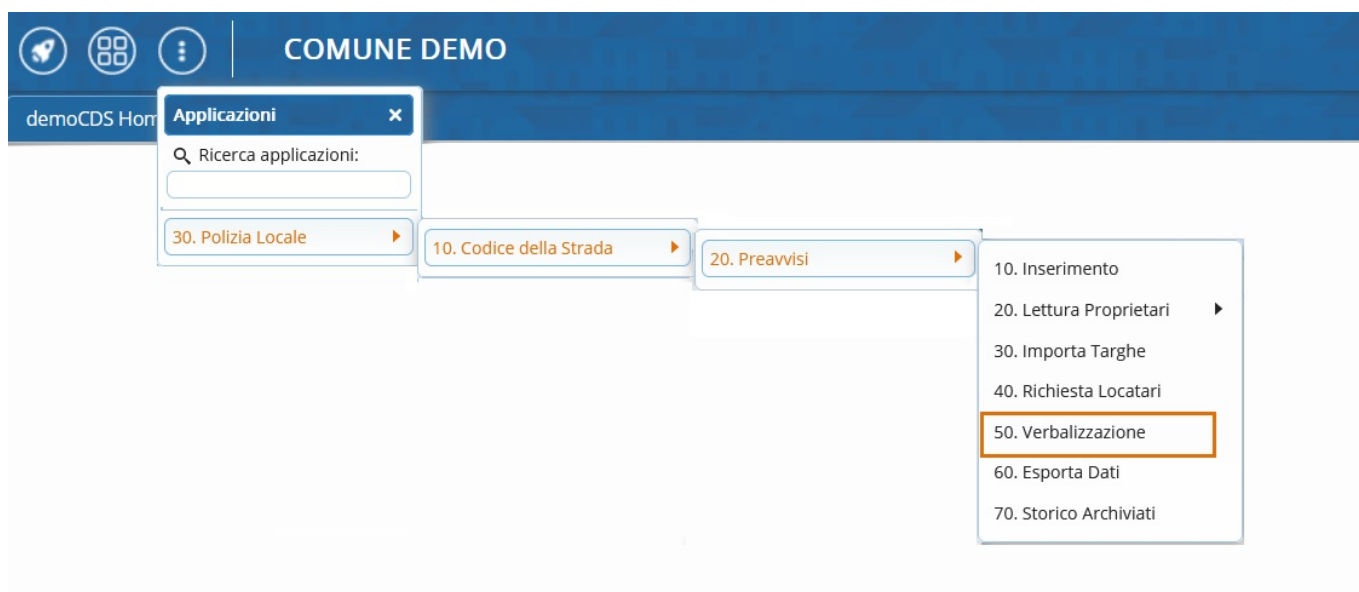 COMUNE DEMO
demoCDS Hom
Applicazioni
Ricerca applicazioni:
30. Polizia Locale
10. Codice della Strada
20. Preavvisi
10. Inserimento
20. Lettura Proprietari
30. Importa Targhe
40. Richiesta Locatari
50. Verbalizzazione
60. Esporta Dati
70. Storico Archiviati